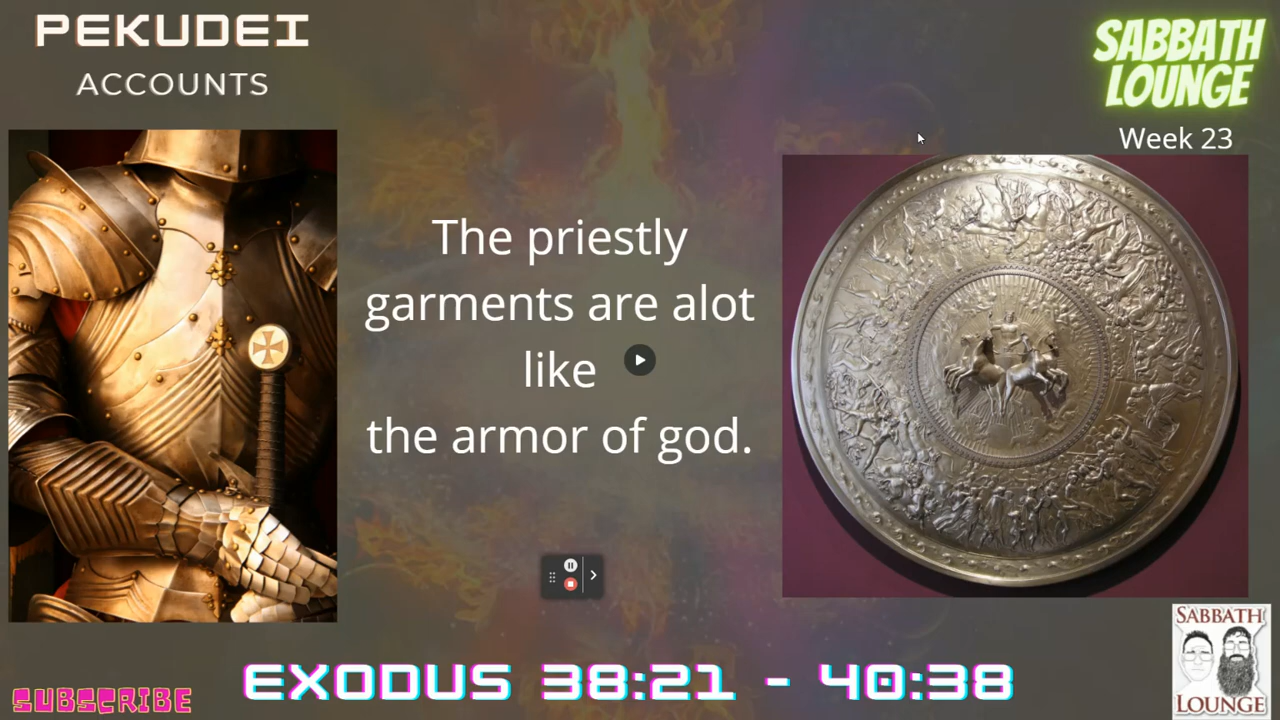 PEKUDEI
ACCOUNTS
SABBATH
LOUNGE
Week 23
The priestly
garments are alot
like
the armor of god.
EXODUS 38:21 - 40:38
SUBSCRIBE
SABBATH
LOUNGE